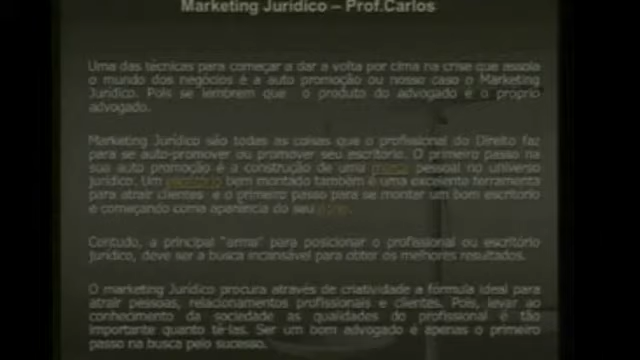 Marketing Jurídico – Prof.Carlos
Uma das técnicas para começar a dar a volta por cima na crise que assola
o mundo dos negócios é a auto promoção ou nosso caso o Marketing
Jurídico. Pois se lembrem que o produto do advogado é o próprio
advogado.
Marketing Jurídico são todas as coisas que o profissional do Direito faz
para se auto-promover ou promover seu escritório. O primeiro passo na
sua auto promoção é a construção de uma pessoal no universo
jurídico. Um bem montado também é uma excelente ferramenta
para atrair clientes e o primeiro passo para se montar um bom escritório
é começando com a aparência do seu
Contudo, a principal "arma" para posicionar o profissional ou escritório
jurídico, deve ser a busca incansável para obter os melhores resultados.
O marketing Jurídico procura através de criatividade a fórmula ideal para
atrair pessoas, relacionamentos profissionais e clientes. Pois, levar ao
conhecimento da sociedade as qualidades do profissional é tão
importante quanto tê-las. Ser um bom advogado é apenas o primeiro
passo na busca pelo sucesso.